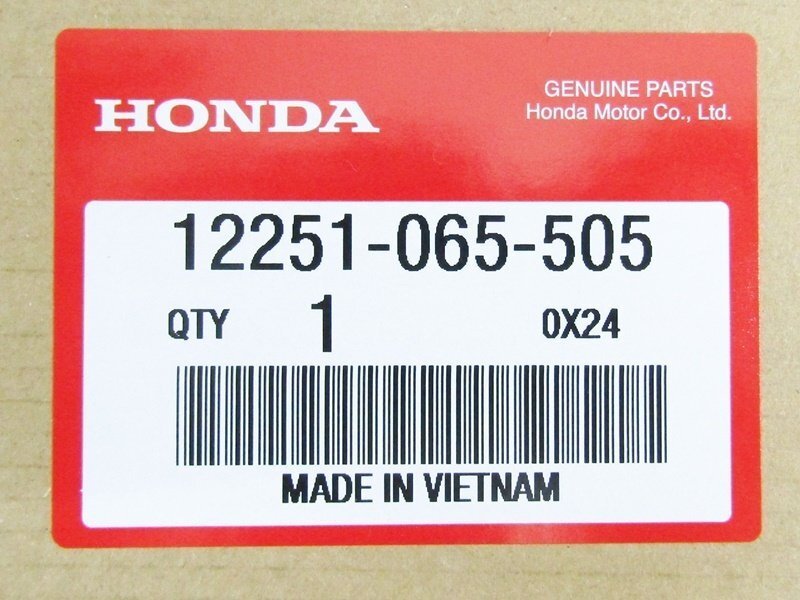 HONDA
GENUINE PARTS
Honda Motor Co., Ltd.
12251-065-505
QTY 1 0X24
MADE IN VIETNAM